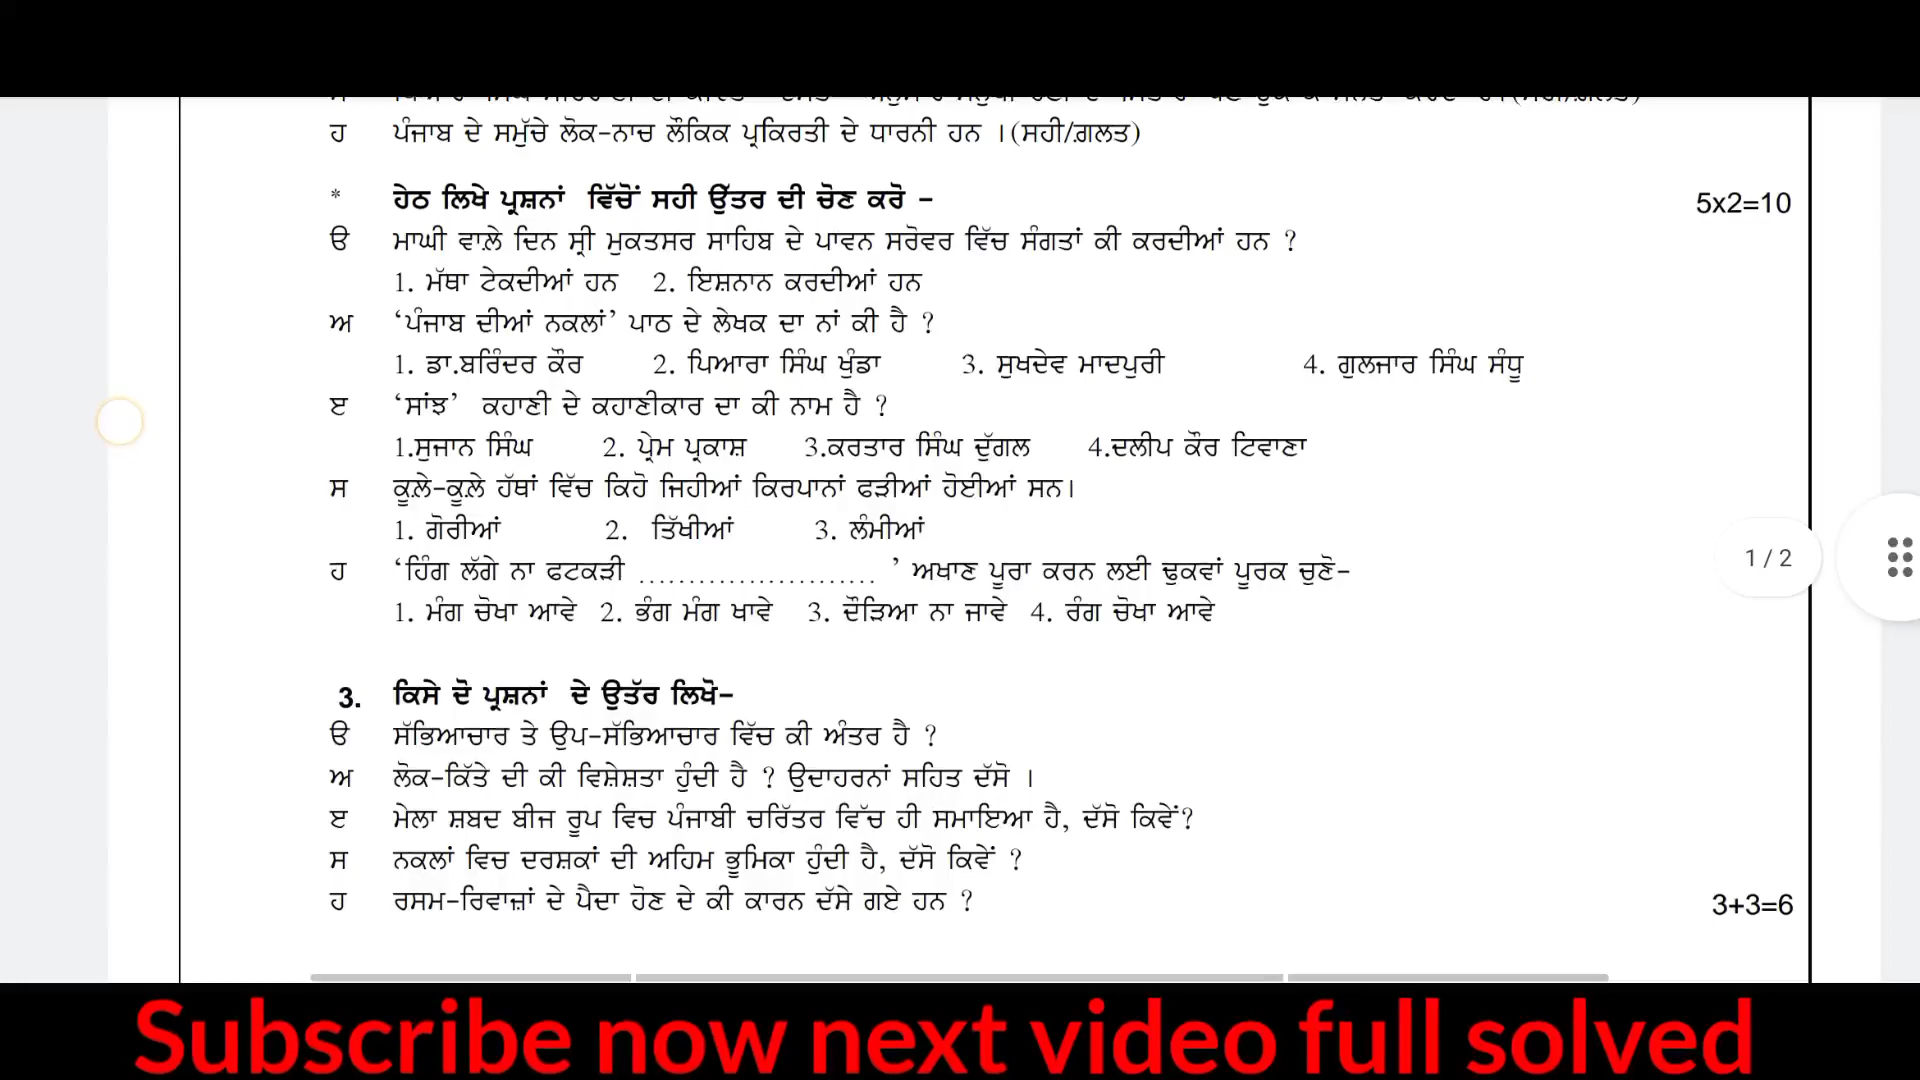 ਹ ਪੰਜਾਬ ਦੇ ਸਮੁੱਚੇ ਲੋਕ-ਨਾਚ ਲੌਕਿਕ ਪ੍ਰਕਿਰਤੀ ਦੇ ਧਾਰਨੀ ਹਨ । (ਸਹੀ/ਗ਼ਲਤ)
* ਹੇਠ ਲਿਖੇ ਪ੍ਰਸ਼ਨਾਂ ਵਿੱਚੋਂ ਸਹੀ ਉੱਤਰ ਦੀ ਚੋਣ ਕਰੋ - 5x2=10
ੳ ਮਾਘੀ ਵਾਲ਼ੇ ਦਿਨ ਸ੍ਰੀ ਮੁਕਤਸਰ ਸਾਹਿਬ ਦੇ ਪਾਵਨ ਸਰੋਵਰ ਵਿੱਚ ਸੰਗਤਾਂ ਕੀ ਕਰਦੀਆਂ ਹਨ ?
1. ਮੱਥਾ ਟੇਕਦੀਆਂ ਹਨ 2. ਇਸ਼ਨਾਨ ਕਰਦੀਆਂ ਹਨ
ਅ ‘ਪੰਜਾਬ ਦੀਆਂ ਨਕਲਾਂ’ ਪਾਠ ਦੇ ਲੇਖਕ ਦਾ ਨਾਂ ਕੀ ਹੈ ?
1. ਡਾ.ਬਰਿੰਦਰ ਕੌਰ 2. ਪਿਆਰਾ ਸਿੰਘ ਖੁੰਡਾ 3. ਸੁਖਦੇਵ ਮਾਦਪੁਰੀ 4. ਗੁਲਜਾਰ ਸਿੰਘ ਸੰਧੂ
ੲ ‘ਸਾਂਝ’ ਕਹਾਣੀ ਦੇ ਕਹਾਣੀਕਾਰ ਦਾ ਕੀ ਨਾਮ ਹੈ ?
1.ਸੁਜਾਨ ਸਿੰਘ 2. ਪ੍ਰੇਮ ਪ੍ਰਕਾਸ਼ 3.ਕਰਤਾਰ ਸਿੰਘ ਦੁੱਗਲ 4.ਦਲੀਪ ਕੌਰ ਟਿਵਾਣਾ
ਸ ਕੂਲ਼ੇ-ਕੂਲ਼ੇ ਹੱਥਾਂ ਵਿੱਚ ਕਿਹੋ ਜਿਹੀਆਂ ਕਿਰਪਾਨਾਂ ਫੜੀਆਂ ਹੋਈਆਂ ਸਨ।
1. ਗੋਰੀਆਂ 2. ਤਿੱਖੀਆਂ 3. ਲੰਮੀਆਂ
ਹ ‘ਹਿੰਗ ਲੱਗੇ ਨਾ ਫਟਕੜੀ ........................ ’ ਅਖਾਣ ਪੂਰਾ ਕਰਨ ਲਈ ਢੁਕਵਾਂ ਪੂਰਕ ਚੁਣੋ-
1. ਮੰਗ ਚੋਖਾ ਆਵੇ 2. ਭੰਗ ਮੰਗ ਖਾਵੇ 3. ਦੌੜਿਆ ਨਾ ਜਾਵੇ 4. ਰੰਗ ਚੋਖਾ ਆਵੇ
1 / 2
3. ਕਿਸੇ ਦੋ ਪ੍ਰਸ਼ਨਾਂ ਦੇ ਉਤੱਰ ਲਿਖੋ-
ੳ ਸੱਭਿਆਚਾਰ ਤੇ ਉਪ-ਸੱਭਿਆਚਾਰ ਵਿੱਚ ਕੀ ਅੰਤਰ ਹੈ ?
ਅ ਲੋਕ-ਕਿੱਤੇ ਦੀ ਕੀ ਵਿਸ਼ੇਸ਼ਤਾ ਹੁੰਦੀ ਹੈ ? ਉਦਾਹਰਨਾਂ ਸਹਿਤ ਦੱਸੋ ।
ੲ ਮੇਲਾ ਸ਼ਬਦ ਬੀਜ ਰੂਪ ਵਿਚ ਪੰਜਾਬੀ ਚਰਿੱਤਰ ਵਿੱਚ ਹੀ ਸਮਾਇਆ ਹੈ, ਦੱਸੋ ਕਿਵੇਂ?
ਸ ਨਕਲਾਂ ਵਿਚ ਦਰਸ਼ਕਾਂ ਦੀ ਅਹਿਮ ਭੂਮਿਕਾ ਹੁੰਦੀ ਹੈ, ਦੱਸੋ ਕਿਵੇਂ ?
ਹ ਰਸਮ-ਰਿਵਾਜ਼ਾਂ ਦੇ ਪੈਦਾ ਹੋਣ ਦੇ ਕੀ ਕਾਰਨ ਦੱਸੇ ਗਏ ਹਨ ? 3+3=6
Subscribe now next video full solved